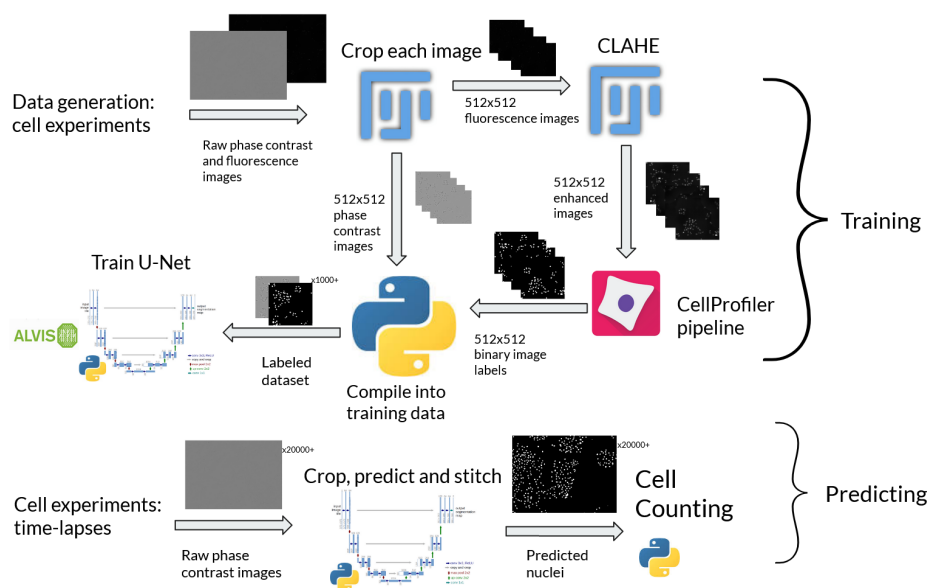 Data generation:
cell experiments
Raw phase contrast
and fluorescence
images
Crop each image
512x512
fluorescence images
CLAHE
512x512
phase
contrast
images
512x512
enhanced
images
Training
CellProfiler
pipeline
512x512
binary image
labels
Compile into
training data
x1000+
Labeled
dataset
Train U-Net
ALVIS
Cell experiments:
time-lapses
x20000+
Raw phase
contrast images
Crop, predict and stitch
x20000+
Predicted
nuclei
Cell
Counting
Predicting